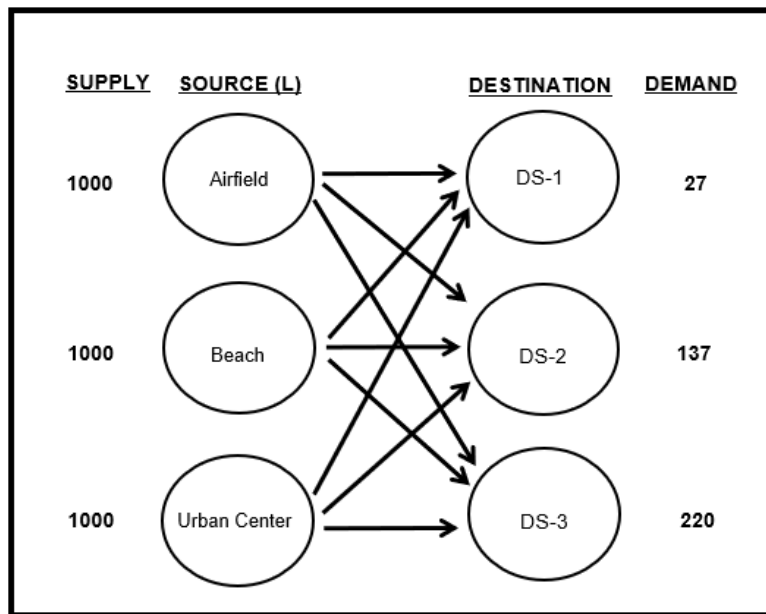 SUPPLY SOURCE (L) DESTINATION DEMAND
1000 Airfield DS-1 27
1000 Beach DS-2 137
1000 Urban Center DS-3 220